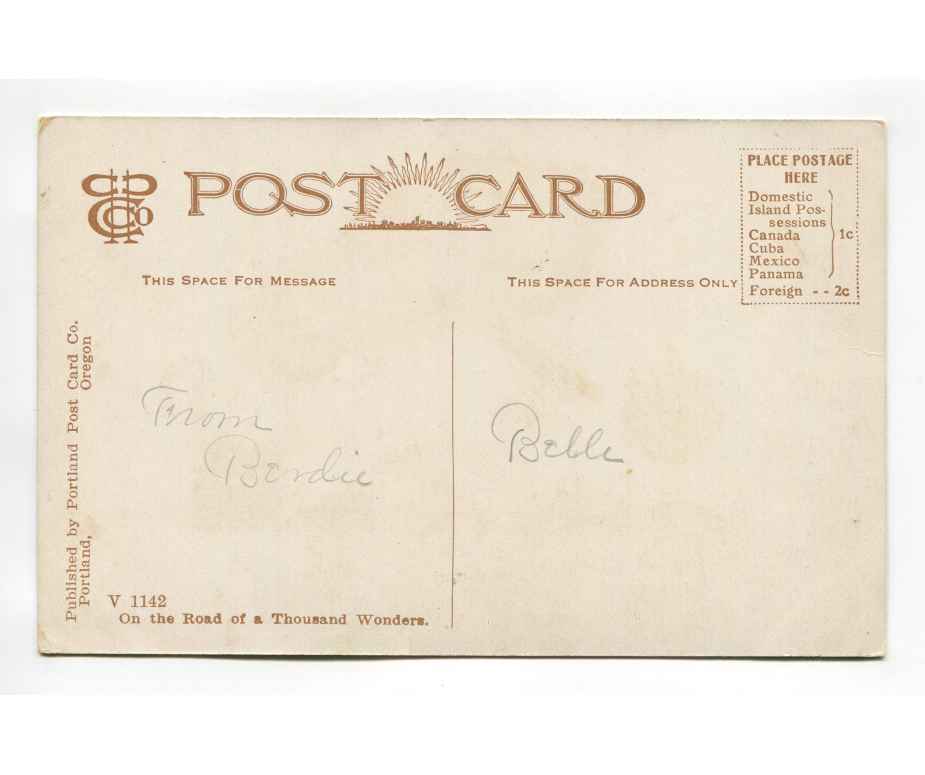 POST CARD
PLACE POSTAGE
HERE
Domestic
Island Pos-
sessions
Canada
Cuba
Mexico
Panama
1c
Foreign - - 2c
THIS SPACE FOR MESSAGE
THIS SPACE FOR ADDRESS ONLY
Published by Portland Post Card Co.
Portland, Oregon
From
Berdie
Belle
V 1142
On the Road of a Thousand Wonders.